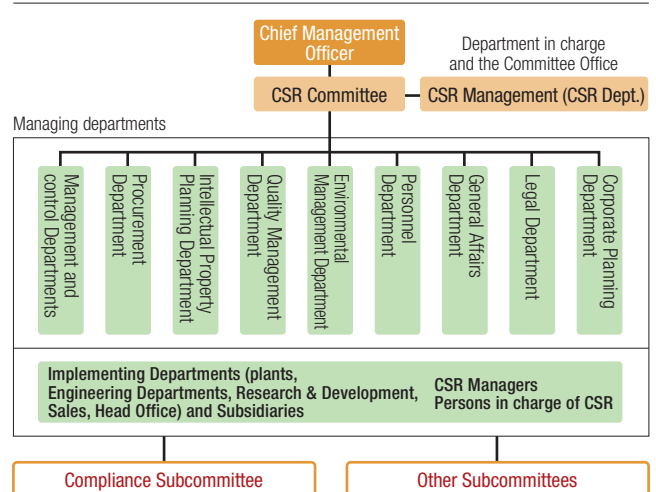 Chief Management
Officer
Department in charge
and the Committee Office
CSR Committee
CSR Management (CSR Dept.)
Managing departments
Management and
control Departments
Procurement
Department
Intellectual Property
Planning Department
Quality Management
Department
Environmental
Management Department
Personnel
Department
General Affairs
Department
Legal Department
Corporate Planning
Department
Implementing Departments (plants,
Engineering Departments, Research & Development,
Sales, Head Office) and Subsidiaries
CSR Managers
Persons in charge of CSR
Compliance Subcommittee
Other Subcommittees